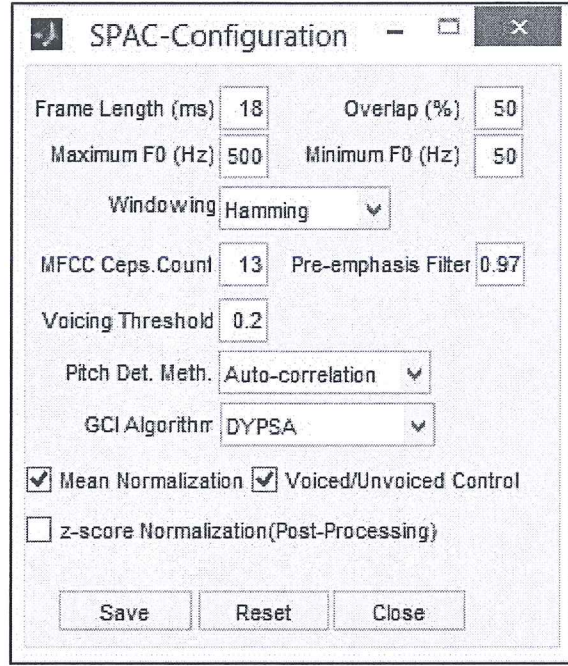 SPAC-Configuration
Frame Length (ms) 18 Overlap (%) 50
Maximum F0 (Hz) 500 Minimum F0 (Hz) 50
Windowing Hamming
MFCC Ceps.Count 13 Pre-emphasis Filter 0.97
Voicing Threshold 0.2
Pitch Det. Meth. Auto-correlation
GCI Algorithm DYPSA
Mean Normalization Voiced/Unvoiced Control
z-score Normalization(Post-Processing)
Save Reset Close